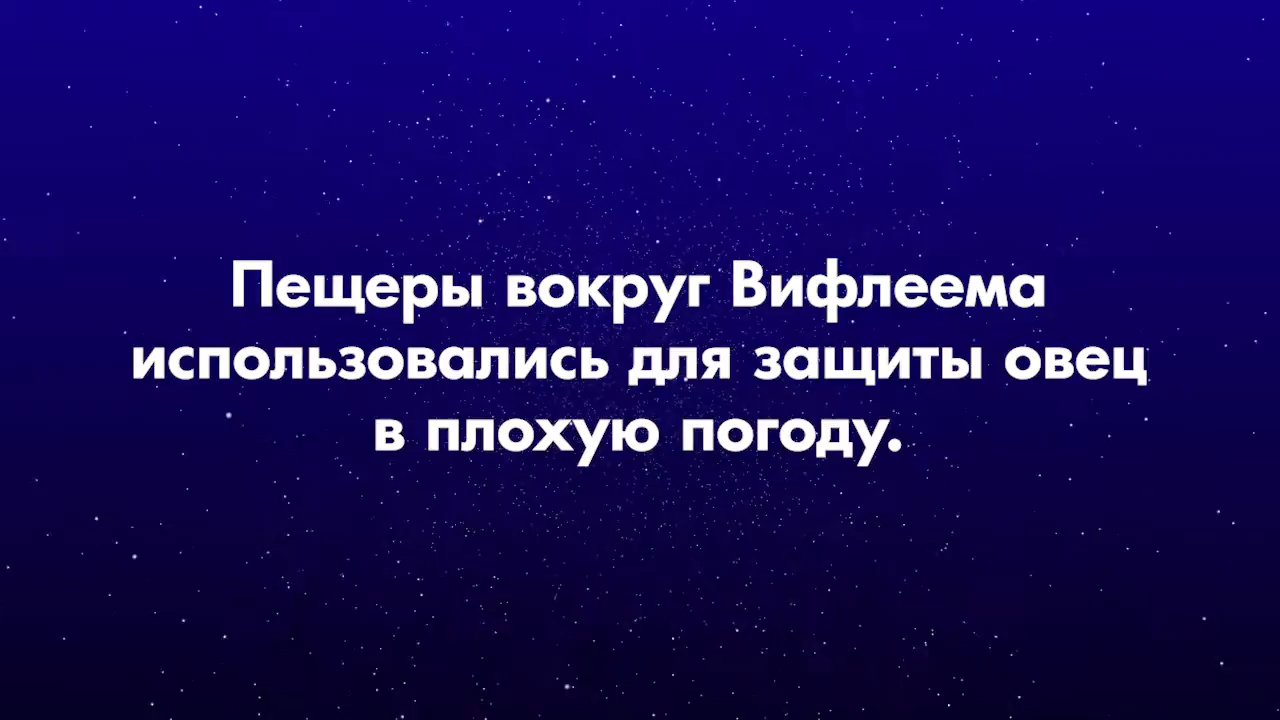 Пещеры вокруг Вифлеема
использовались для защиты овец
в плохую погоду.